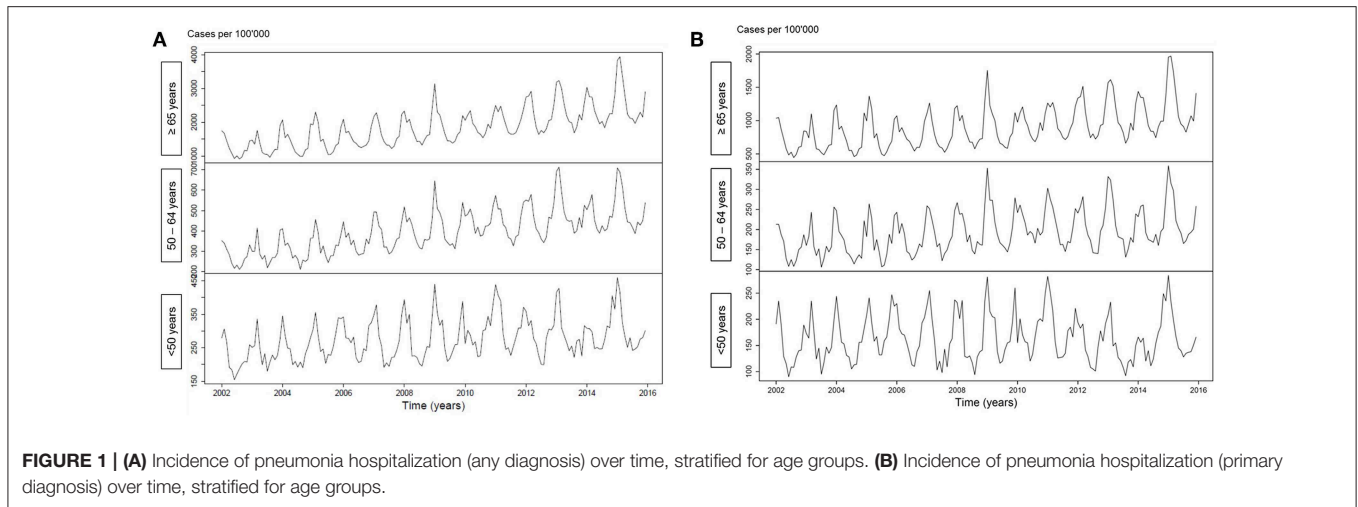 A
Cases per 100'000
≥ 65 years
4000
3000
2000
1000
50 – 64 years
700
600
500
400
300
200
<50 years
450
350
250
150
2002 2004 2006 2008 2010 2012 2014 2016
Time (years)
B
Cases per 100'000
≥ 65 years
2000
1500
1000
500
50 – 64 years
350
300
250
200
150
100
<50 years
250
200
150
100
2002 2004 2006 2008 2010 2012 2014 2016
Time (years)
FIGURE 1 | (A) Incidence of pneumonia hospitalization (any diagnosis) over time, stratified for age groups. (B) Incidence of pneumonia hospitalization (primary
diagnosis) over time, stratified for age groups.